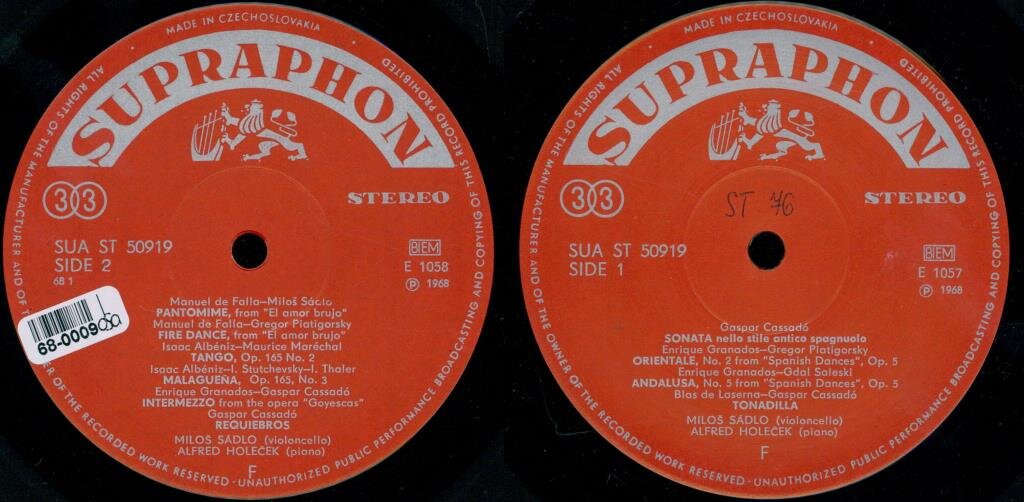 MADE IN CZECHOSLOVAKIA
ALL RIGHTS OF THE MANUFACTURER AND OF THE OWNER OF THE RECORDED WORK RESERVED - UNAUTHORIZED PUBLIC PERFORMANCE BROADCASTING AND COPYING OF THIS RECORD PROHIBITED
SUPRAPHON
33
STEREO
SUA ST 50919
SIDE 2
68 1
BIEM
E 1058
Ⓟ 1968
68-0009
Manuel de Falla—Miloš Sádlo
PANTOMIME, from "El amor brujo"
Manuel de Falla—Gregor Piatigorsky
FIRE DANCE, from "El amor brujo"
Isaac Albéniz—Maurice Maréchal
TANGO, Op. 165 No. 2
Isaac Albéniz—I. Stutchevsky—I. Thaler
MALAGUEŇA, Op. 165, No. 3
Enrique Granados—Gaspar Cassadó
INTERMEZZO from the opera "Goyescas"
Gaspar Cassadó
REQUIEBROS
MILOŠ SÁDLO (violoncello)
ALFRED HOLEČEK (piano)
F
MADE IN CZECHOSLOVAKIA
ALL RIGHTS OF THE MANUFACTURER AND OF THE OWNER OF THE RECORDED WORK RESERVED - UNAUTHORIZED PUBLIC PERFORMANCE BROADCASTING AND COPYING OF THIS RECORD PROHIBITED
SUPRAPHON
33
STEREO
ST 76
SUA ST 50919
SIDE 1
BIEM
E 1057
Ⓟ 1968
Gaspar Cassadó
SONATA nello stile antico spagnuolo
Enrique Granados—Gregor Piatigorsky
ORIENTALE, No. 2 from "Spanish Dances", Op. 5
Enrique Granados—Gdal Saleski
ANDALUSA, No. 5 from "Spanish Dances", Op. 5
Blas de Laserna—Gaspar Cassadó
TONADILLA
MILOŠ SÁDLO (violoncello)
ALFRED HOLEČEK (piano)
F